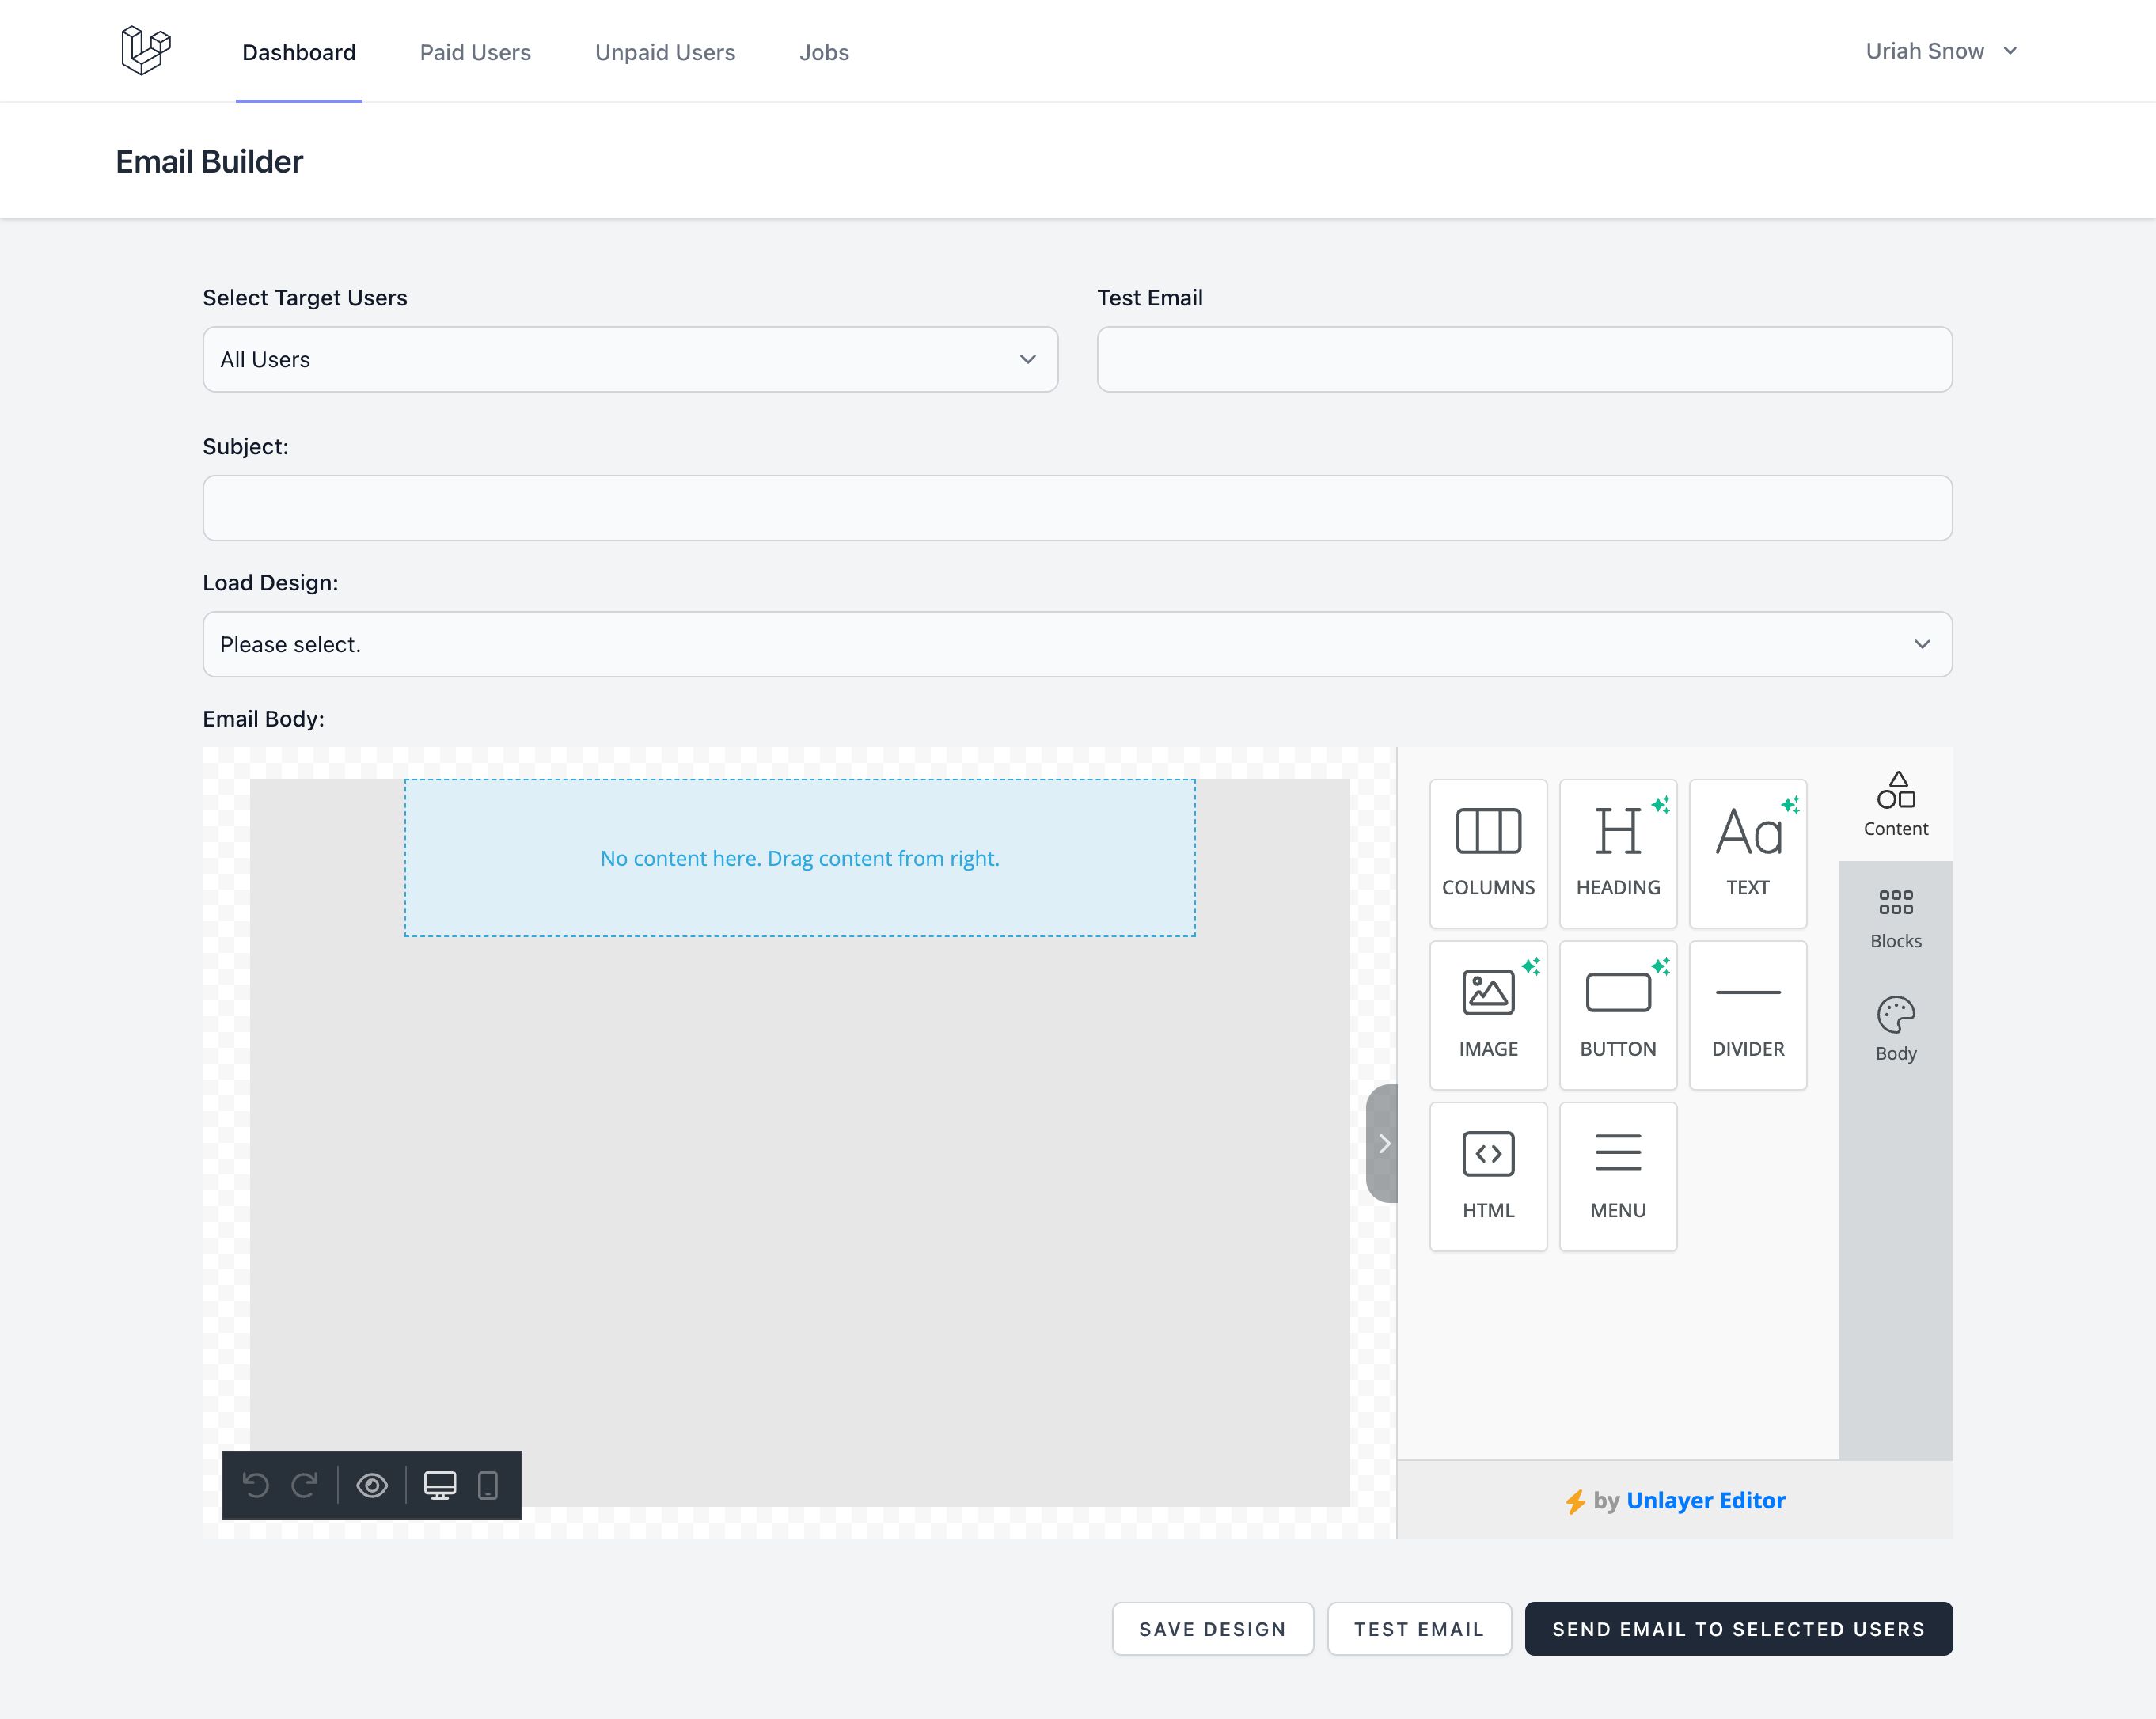 Dashboard
Paid Users
Unpaid Users
Jobs
Uriah Snow
Email Builder
Select Target Users
Test Email
All Users
Subject:
Load Design:
Please select.
Email Body:
No content here. Drag content from right.
COLUMNS
HEADING
TEXT
IMAGE
BUTTON
DIVIDER
HTML
MENU
Content
Blocks
Body
by Unlayer Editor
SAVE DESIGN
TEST EMAIL
SEND EMAIL TO SELECTED USERS